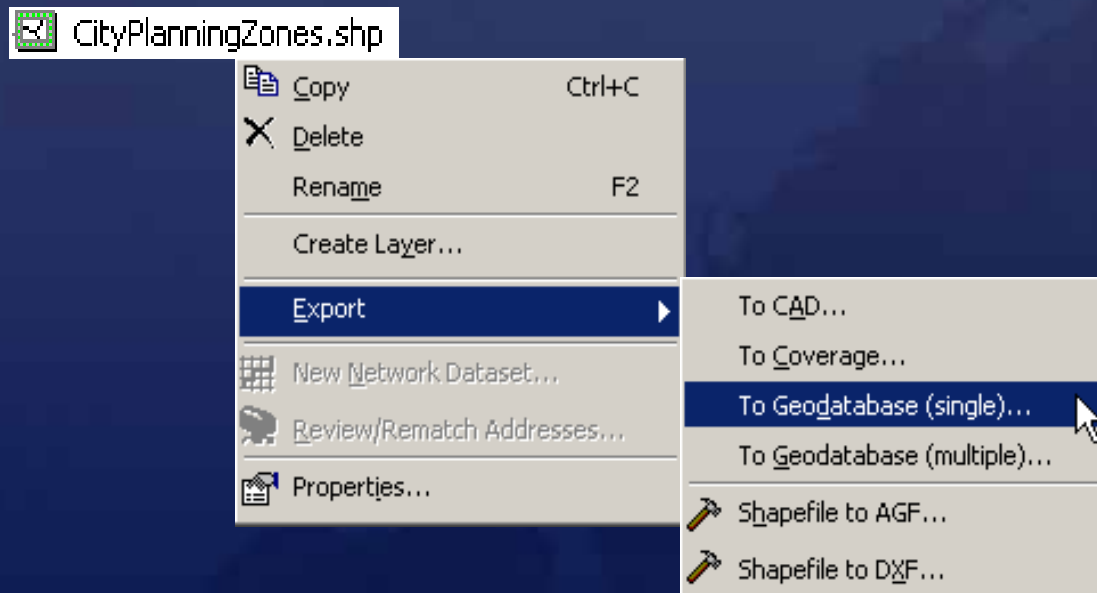 CityPlanningZones.shp
Copy Ctrl+C
Delete
Rename F2
Create Layer...
Export
New Network Dataset...
Review/Rematch Addresses...
Properties...
To CAD...
To Coverage...
To Geodatabase (single)...
To Geodatabase (multiple)...
Shapefile to AGF...
Shapefile to DXF...